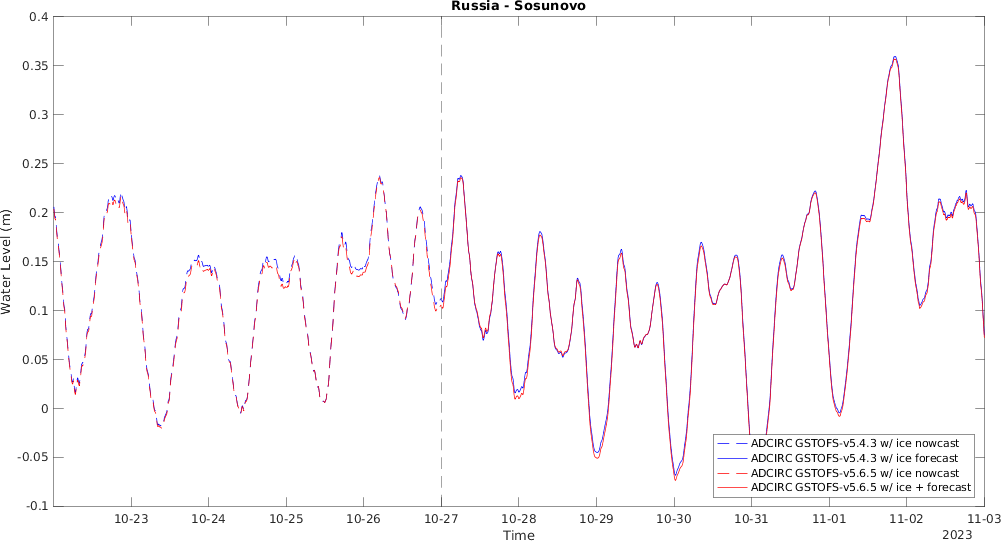 Russia - Sosunovo
0.4
0.35
0.3
0.25
0.2
0.15
0.1
0.05
0
-0.05
-0.1
Water Level (m)
ADCIRC GSTOFS-v5.4.3 w/ ice nowcast
ADCIRC GSTOFS-v5.4.3 w/ ice forecast
ADCIRC GSTOFS-v5.6.5 w/ ice nowcast
ADCIRC GSTOFS-v5.6.5 w/ ice + forecast
10-23 10-24 10-25 10-26 10-27 10-28 10-29 10-30 10-31 11-01 11-02 11-03
Time
2023